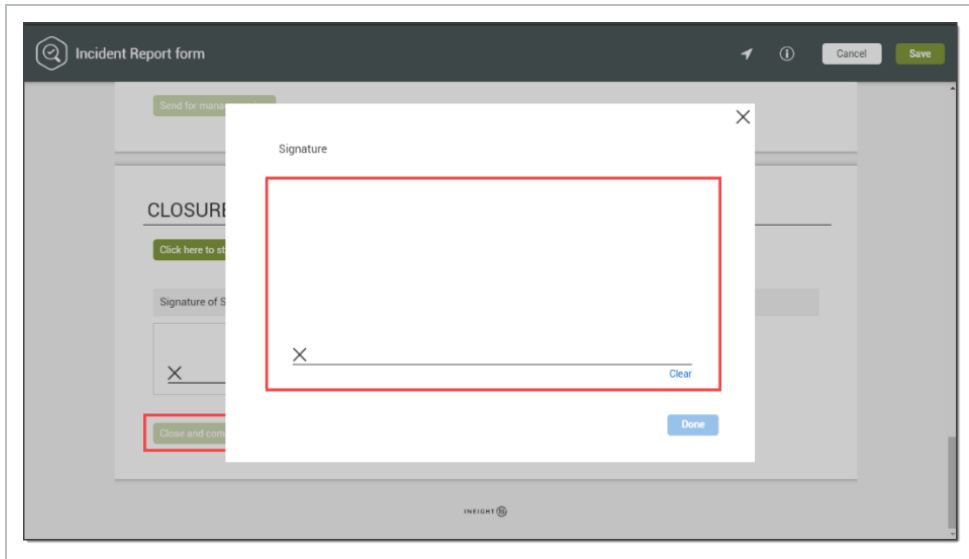 Incident Report form
Cancel
Save
Send for mana
Signature
CLOSURE
Click here to st
Signature of S
Clear
Close and com
Done
INEIGHT